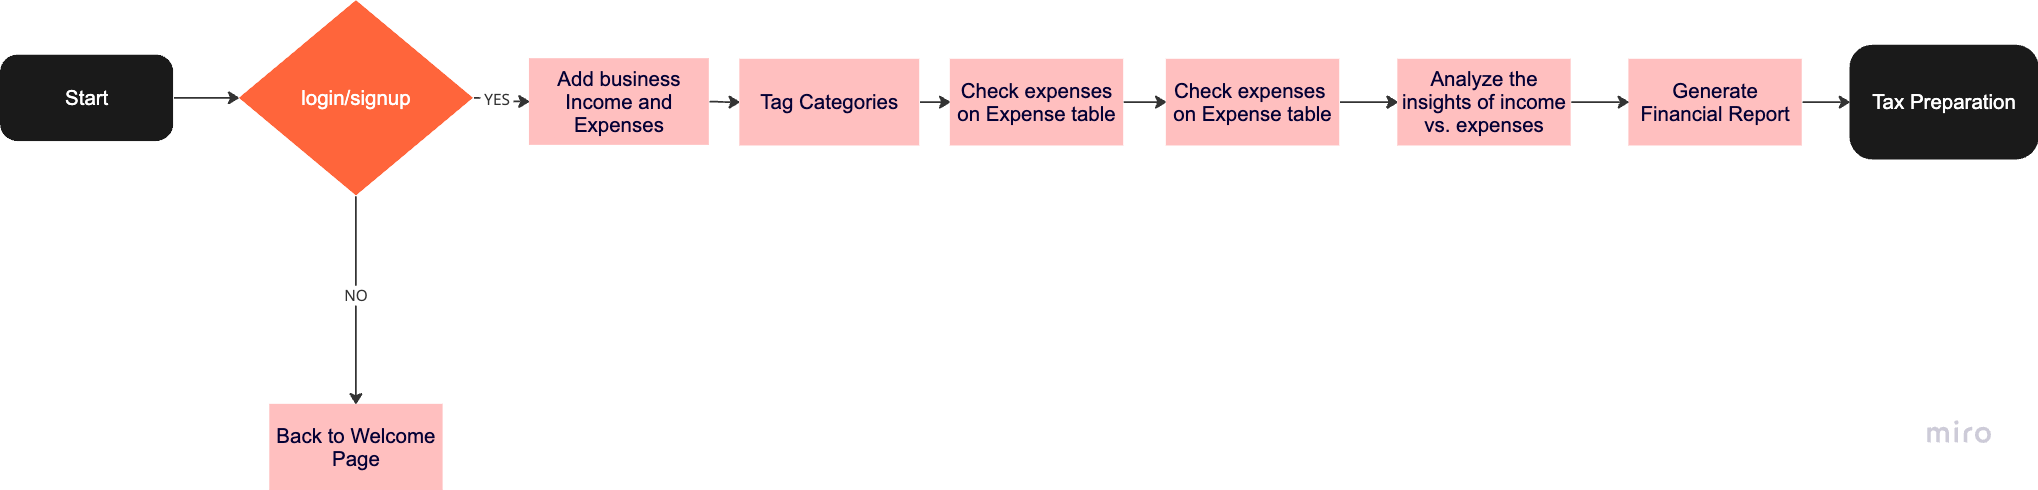 Start
login/signup
YES
Add business
Income and
Expenses
Tag Categories
Check expenses
on Expense table
Check expenses
on Expense table
Analyze the
insights of income
vs. expenses
Generate
Financial Report
Tax Preparation
NO
Back to Welcome
Page
miro